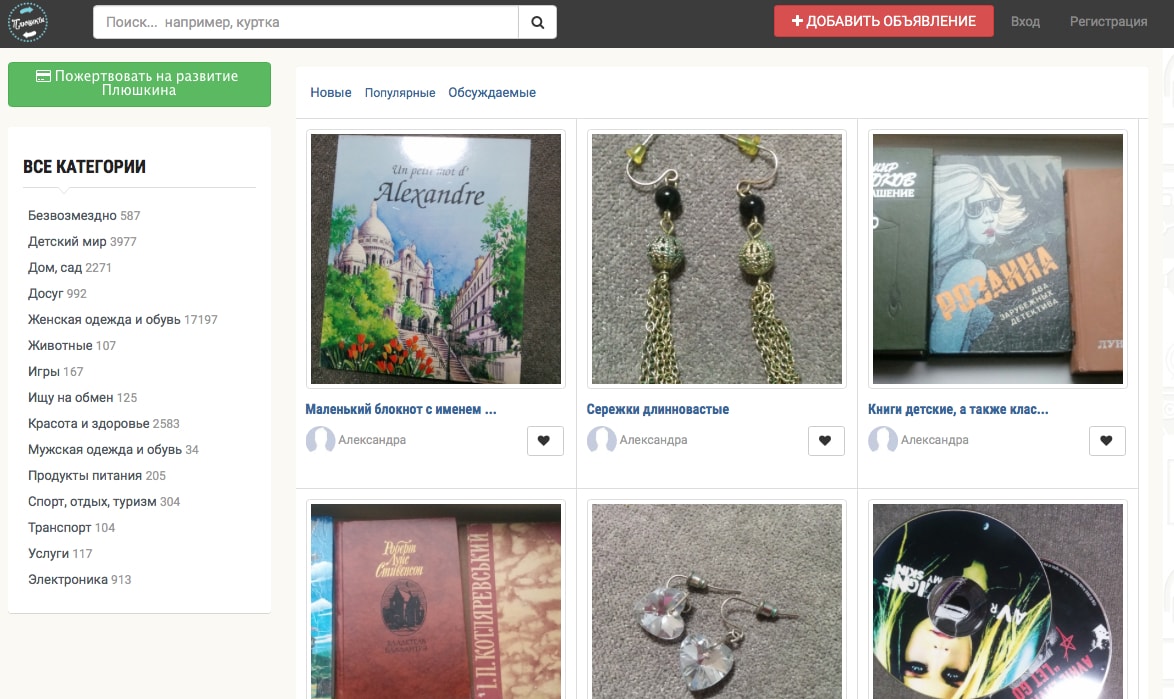 Плюшкин
Поиск... например, куртка
ДОБАВИТЬ ОБЪЯВЛЕНИЕ
Вход
Регистрация
Пожертвовать на развитие
Плюшкина
ВСЕ КАТЕГОРИИ
Безвозмездно 587
Детский мир 3977
Дом, сад 2271
Досуг 992
Женская одежда и обувь 17197
Животные 107
Игры 167
Ищу на обмен 125
Красота и здоровье 2583
Мужская одежда и обувь 34
Продукты питания 205
Спорт, отдых, туризм 304
Транспорт 104
Услуги 117
Электроника 913
Новые
Популярные
Обсуждаемые
Un petit mot d'
Alexandre
РОЗАННА
ДВА
ЗАРУБЕЖНЫХ
ДЕТЕКТИВА
Маленький блокнот с именем ...
Сережки длинновастые
Книги детские, а также клас...
Александра
Александра
Александра
Роберт
Луис
Стивенсон
І.П.КОТЛЯРЕВСЬКИЙ
MY SKIN